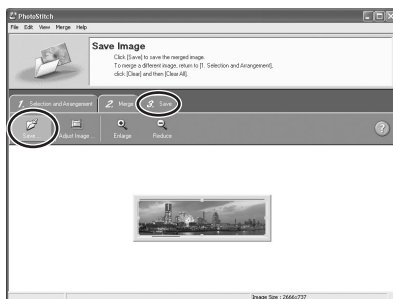 PhotoStitch
File Edit View Merge Help
Save Image
Click [Save] to save the merged image.
To merge a different image, return to [1. Selection and Arrangement],
click [Clear] and then [Clear All].
1. Selection and Arrangement 2. Merge 3. Save
Save... Adjust Image... Enlarge Reduce
Image Size : 2666x737